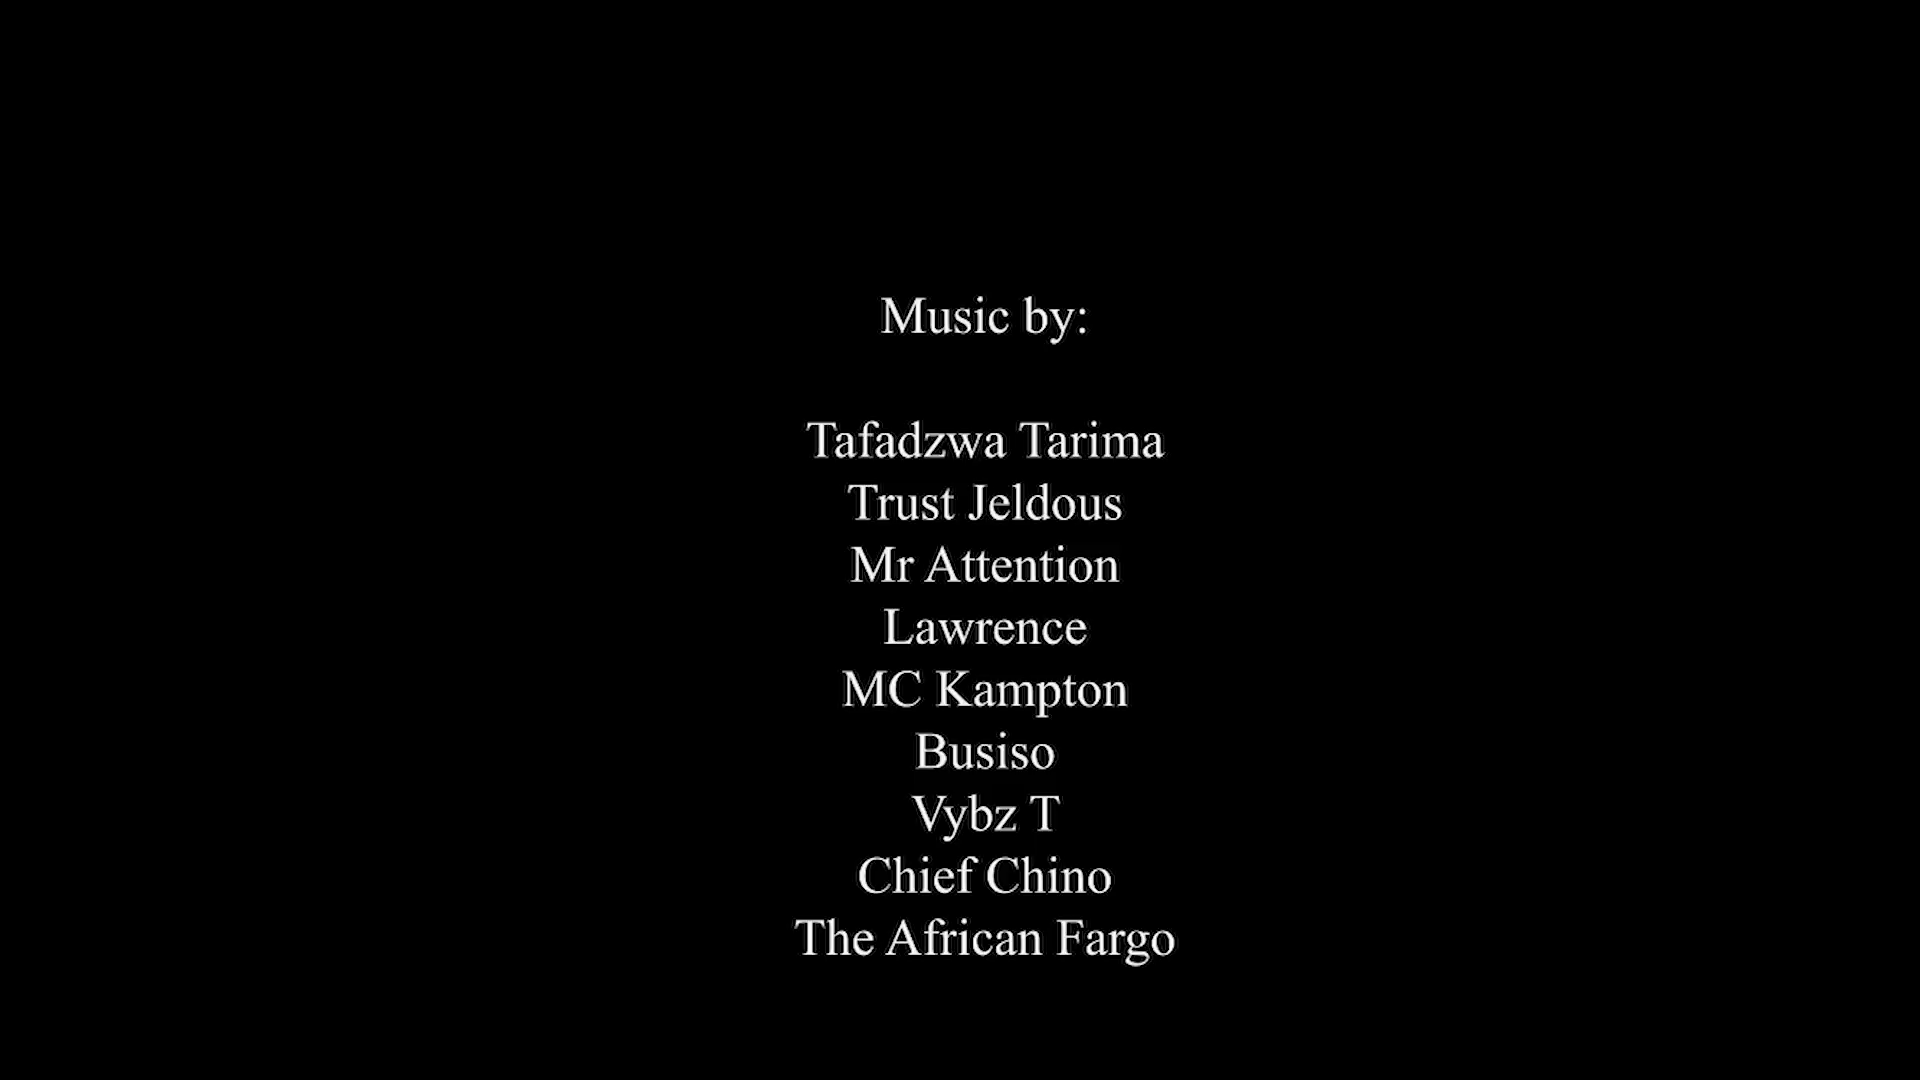 Music by:
Tafadzwa Tarima
Trust Jeldous
Mr Attention
Lawrence
MC Kampton
Busiso
Vybz T
Chief Chino
The African Fargo